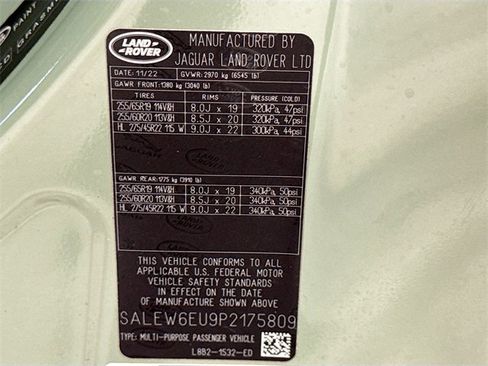 PAINT
GRASM
LAND
ROVER
MANUFACTURED BY
JAGUAR LAND ROVER LTD
DATE: 11/22 GVWR: 2970 kg (6545 lb)
GAWR FRONT: 1380 kg (3040 lb)
TIRES RIMS PRESSURE (COLD)
255/65R19 114V&H 8.0J x 19 320kPa, 47psi
255/60R20 113V&H 8.5J x 20 320kPa, 47psi
HL 275/45R22 115 W 9.0J x 22 300kPa, 44psi
GAWR REAR: 1775 kg (3910 lb)
255/65R19 114V&H 8.0J x 19 340kPa, 50psi
255/60R20 113V&H 8.5J x 20 340kPa, 50psi
HL 275/45R22 115 W 9.0J x 22 340kPa, 50psi
THIS VEHICLE CONFORMS TO ALL
APPLICABLE U.S. FEDERAL MOTOR
VEHICLE SAFETY STANDARDS
IN EFFECT ON THE DATE
OF MANUFACTURE SHOWN ABOVE
SALEW6EU9P2175809
TYPE: MULTI-PURPOSE PASSENGER VEHICLE
L8B2-1532-ED